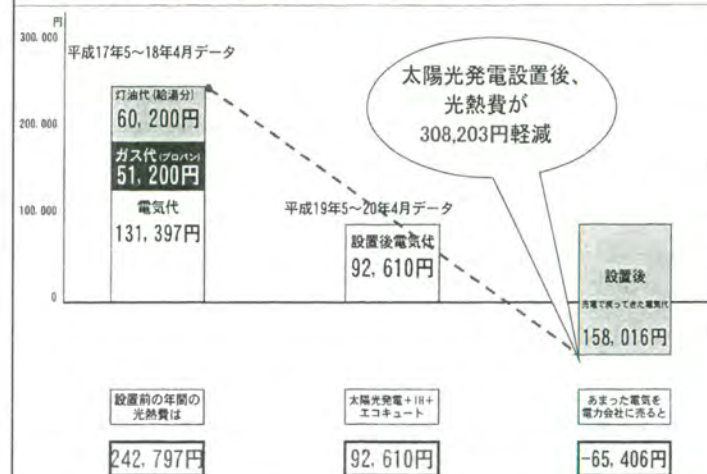 円
300,000
平成17年5～18年4月データ
太陽光発電設置後、
光熱費が
308,203円軽減
灯油代(給湯分)
60,200円
200,000
ガス代(プロパン)
51,200円
電気代
131,397円
100,000
平成19年5～20年4月データ
設置後電気代
92,610円
設置後
売電で戻ってきた電気代
158,016円
0
設置前の年間の
光熱費は
太陽光発電+IH+
エコキュート
あまった電気を
電力会社に売ると
242,797円
92,610円
-65,406円